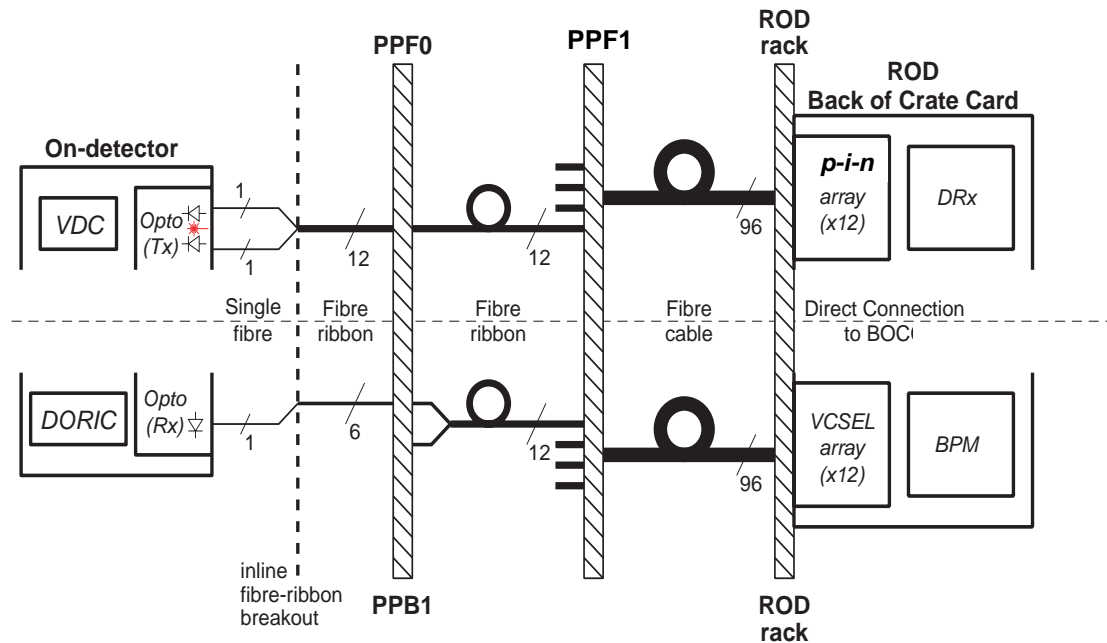 ROD
rack
PPF0
PPF1
ROD
Back of Crate Card
On-detector
VDC
Opto
(Tx)
1
1
12
12
96
p-i-n
array
(x12)
DRx
Single
fibre
Fibre
ribbon
Fibre
ribbon
Fibre
cable
Direct Connection
to BOC
DORIC
Opto
(Rx)
1
6
12
96
VCSEL
array
(x12)
BPM
inline
fibre-ribbon
breakout
PPB1
ROD
rack